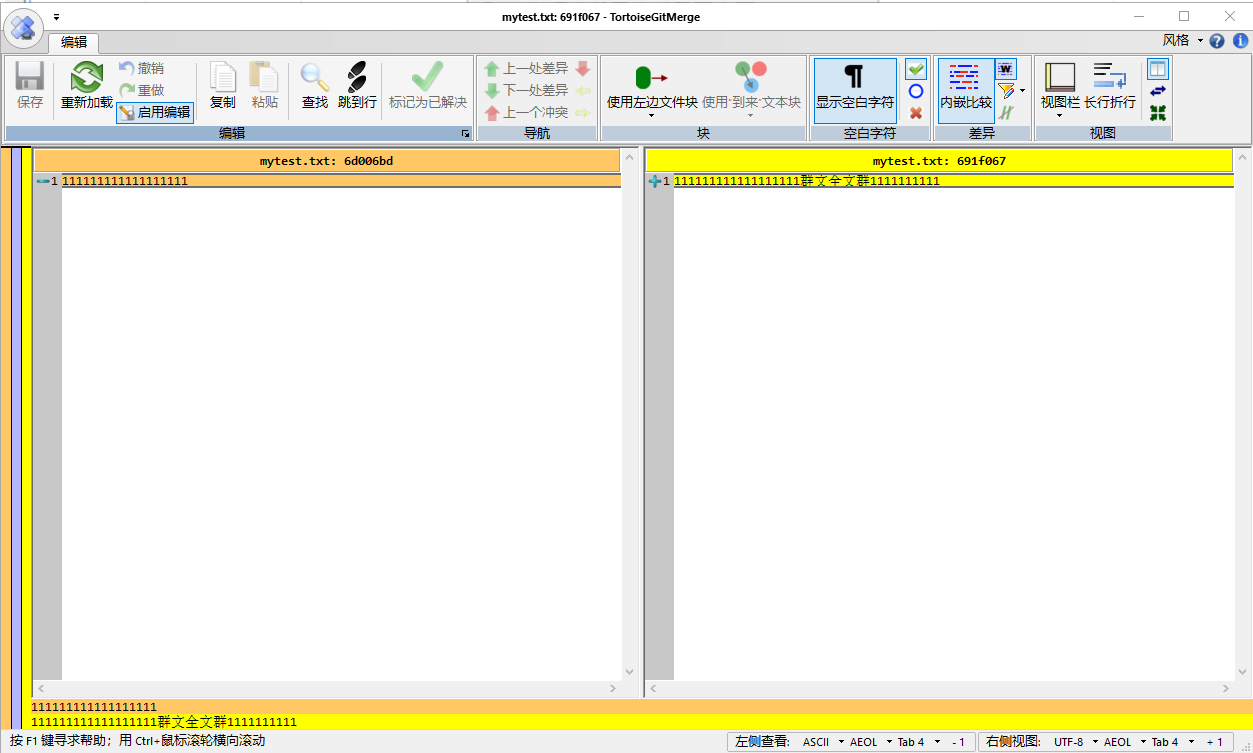 mytest.txt: 691f067 - TortoiseGitMerge
编辑
风格
保存
重新加载
撤销
重做
启用编辑
复制
粘贴
查找
跳到行
标记为已解决
编辑
上一处差异
下一处差异
上一个冲突
导航
使用左边文件块
使用"到来"文本块
块
显示空白字符
空白字符
内嵌比较
差异
视图栏
长行折行
视图
mytest.txt: 6d006bd
mytest.txt: 691f067
1 111111111111111111
1 111111111111111111群文全文群1111111111
111111111111111111
111111111111111111群文全文群1111111111
按 F1 键寻求帮助；用 Ctrl+鼠标滚轮横向滚动
左侧查看: ASCII AEOL Tab 4 - 1
右侧视图: UTF-8 AEOL Tab 4 + 1